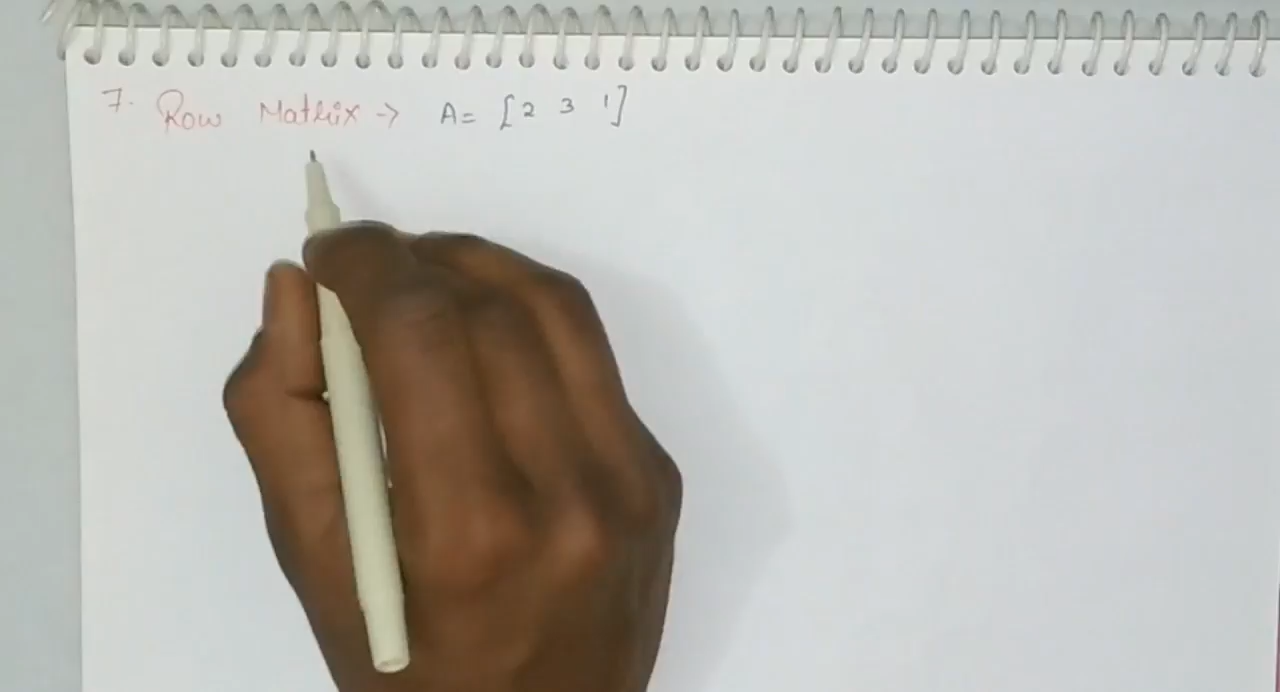 7. Row Matrix → A = [2 3 1]